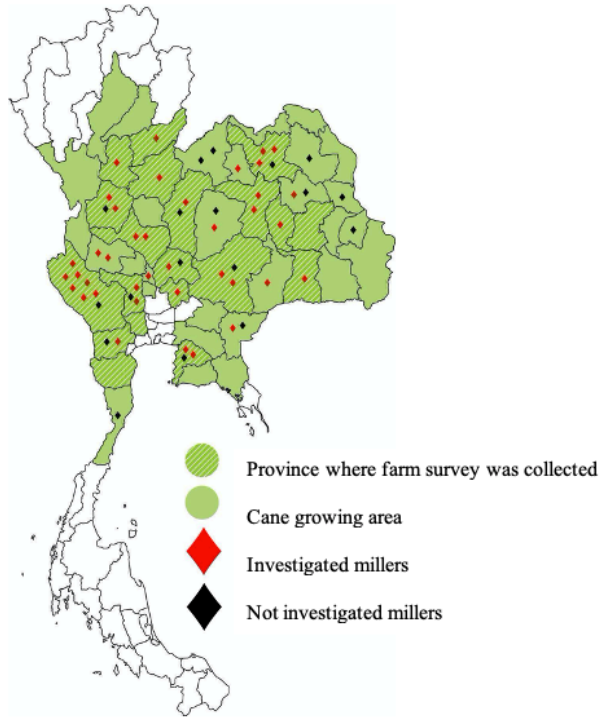 Province where farm survey was collected
Cane growing area
Investigated millers
Not investigated millers